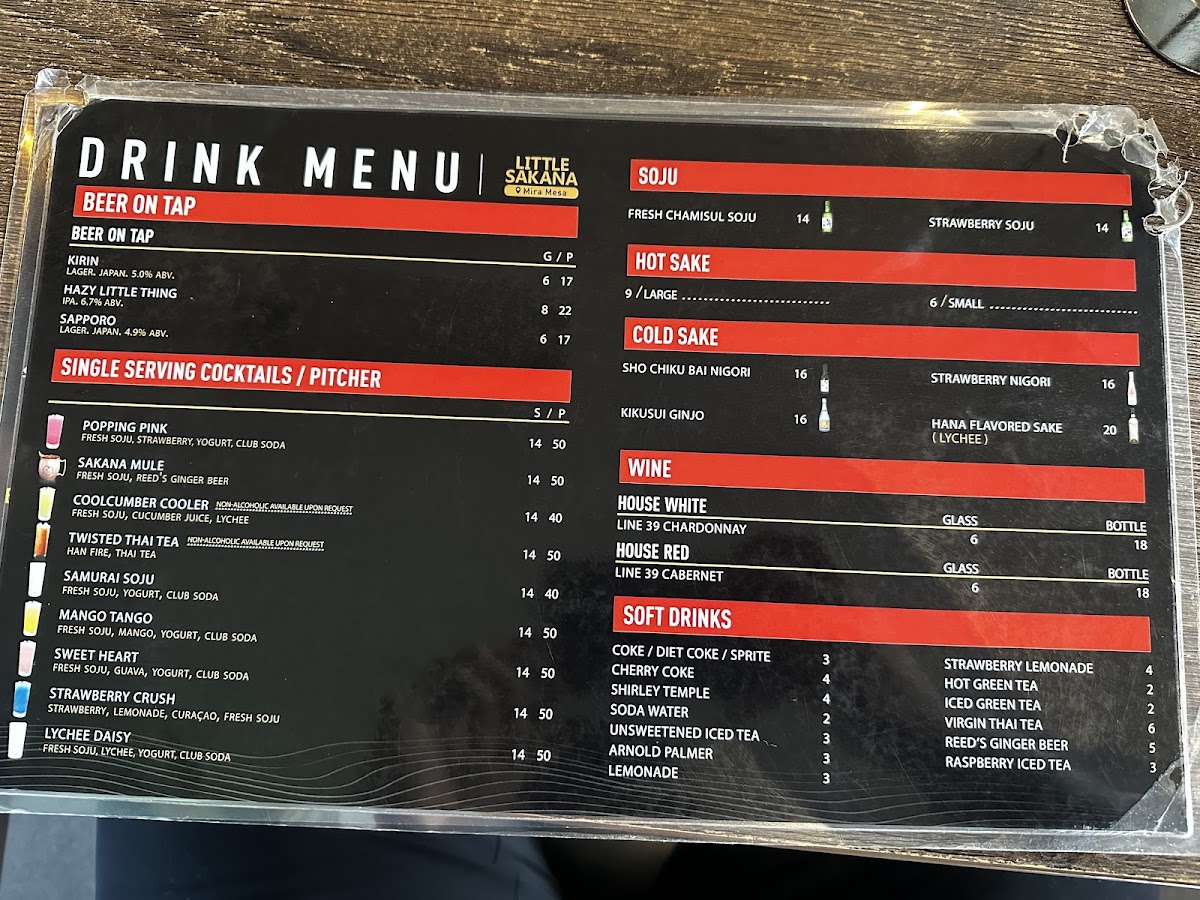 DRINK MENU
LITTLE
SAKANA
Mira Mesa
BEER ON TAP
BEER ON TAP
G / P
KIRIN
LAGER. JAPAN. 5.0% ABV.
6 17
HAZY LITTLE THING
IPA. 6.7% ABV.
8 22
SAPPORO
LAGER. JAPAN. 4.9% ABV.
6 17
SINGLE SERVING COCKTAILS / PITCHER
S / P
POPPING PINK
FRESH SOJU, STRAWBERRY, YOGURT, CLUB SODA
14 50
SAKANA MULE
FRESH SOJU, REED'S GINGER BEER
14 50
COOLCUMBER COOLER NON-ALCOHOLIC AVAILABLE UPON REQUEST
FRESH SOJU, CUCUMBER JUICE, LYCHEE
14 40
TWISTED THAI TEA NON-ALCOHOLIC AVAILABLE UPON REQUEST
HAN FIRE, THAI TEA
14 50
SAMURAI SOJU
FRESH SOJU, YOGURT, CLUB SODA
14 40
MANGO TANGO
FRESH SOJU, MANGO, YOGURT, CLUB SODA
14 50
SWEET HEART
FRESH SOJU, GUAVA, YOGURT, CLUB SODA
14 50
STRAWBERRY CRUSH
STRAWBERRY, LEMONADE, CURAÇAO, FRESH SOJU
14 50
LYCHEE DAISY
FRESH SOJU, LYCHEE, YOGURT, CLUB SODA
14 50
SOJU
FRESH CHAMISUL SOJU 14
STRAWBERRY SOJU 14
HOT SAKE
9 / LARGE
6 / SMALL
COLD SAKE
SHO CHIKU BAI NIGORI 16
STRAWBERRY NIGORI 16
KIKUSUI GINJO 16
HANA FLAVORED SAKE 20
( LYCHEE )
WINE
HOUSE WHITE
GLASS BOTTLE
LINE 39 CHARDONNAY 6 18
HOUSE RED
GLASS BOTTLE
LINE 39 CABERNET 6 18
SOFT DRINKS
COKE / DIET COKE / SPRITE 3
CHERRY COKE 4
SHIRLEY TEMPLE 4
SODA WATER 2
UNSWEETENED ICED TEA 3
ARNOLD PALMER 3
LEMONADE 3
STRAWBERRY LEMONADE 4
HOT GREEN TEA 2
ICED GREEN TEA 2
VIRGIN THAI TEA 6
REED'S GINGER BEER 5
RASPBERRY ICED TEA 3